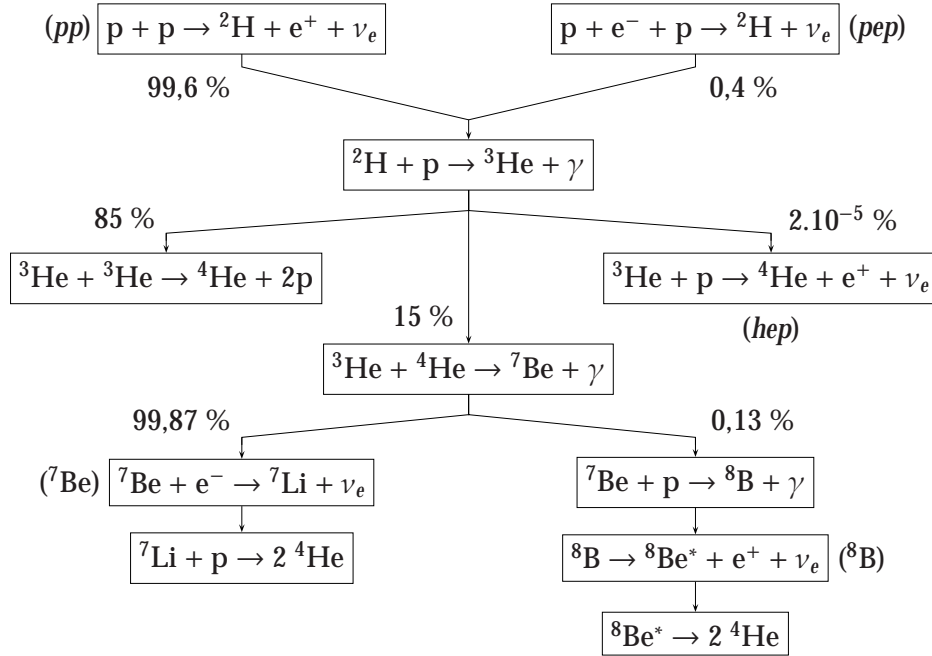 (pp) p + p → ²H + e⁺ + νₑ
p + e⁻ + p → ²H + νₑ (pep)
99,6 %
0,4 %
²H + p → ³He + γ
85 %
2.10⁻⁵ %
³He + ³He → ⁴He + 2p
³He + p → ⁴He + e⁺ + νₑ
(hep)
15 %
³He + ⁴He → ⁷Be + γ
99,87 %
0,13 %
(⁷Be) ⁷Be + e⁻ → ⁷Li + νₑ
⁷Be + p → ⁸B + γ
⁷Li + p → 2 ⁴He
⁸B → ⁸Be* + e⁺ + νₑ (⁸B)
⁸Be* → 2 ⁴He